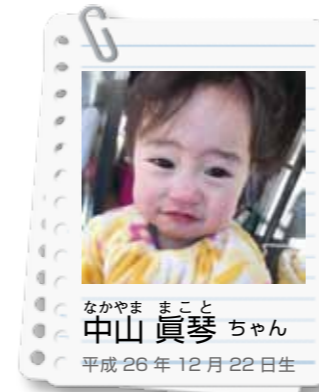 なかやま まこと
中山 眞琴 ちゃん
平成 26 年 12 月 22 日生